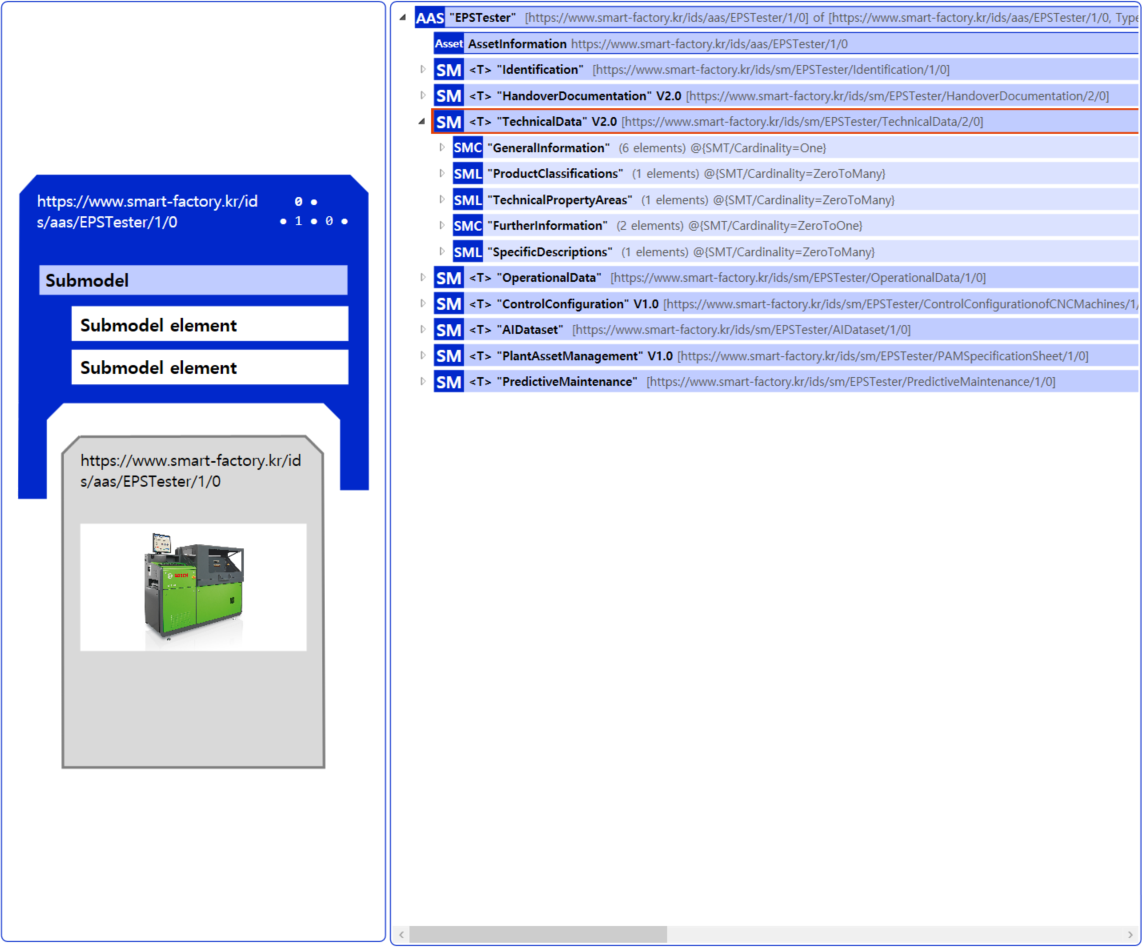 https://www.smart-factory.kr/id
s/aas/EPSTester/1/0
0 ●
● 1 ● 0 ●
Submodel
Submodel element
Submodel element
https://www.smart-factory.kr/id
s/aas/EPSTester/1/0
BOSCH
AAS "EPSTester" [https://www.smart-factory.kr/ids/aas/EPSTester/1/0] of [https://www.smart-factory.kr/ids/aas/EPSTester/1/0, Type
Asset AssetInformation https://www.smart-factory.kr/ids/aas/EPSTester/1/0
SM <T> "Identification" [https://www.smart-factory.kr/ids/sm/EPSTester/Identification/1/0]
SM <T> "HandoverDocumentation" V2.0 [https://www.smart-factory.kr/ids/sm/EPSTester/HandoverDocumentation/2/0]
SM <T> "TechnicalData" V2.0 [https://www.smart-factory.kr/ids/sm/EPSTester/TechnicalData/2/0]
SMC "GeneralInformation" (6 elements) @{SMT/Cardinality=One}
SML "ProductClassifications" (1 elements) @{SMT/Cardinality=ZeroToMany}
SML "TechnicalPropertyAreas" (1 elements) @{SMT/Cardinality=ZeroToMany}
SMC "FurtherInformation" (2 elements) @{SMT/Cardinality=ZeroToOne}
SML "SpecificDescriptions" (1 elements) @{SMT/Cardinality=ZeroToMany}
SM <T> "OperationalData" [https://www.smart-factory.kr/ids/sm/EPSTester/OperationalData/1/0]
SM <T> "ControlConfiguration" V1.0 [https://www.smart-factory.kr/ids/sm/EPSTester/ControlConfigurationofCNCMachines/1/
SM <T> "AIDataset" [https://www.smart-factory.kr/ids/sm/EPSTester/AIDataset/1/0]
SM <T> "PlantAssetManagement" V1.0 [https://www.smart-factory.kr/ids/sm/EPSTester/PAMSpecificationSheet/1/0]
SM <T> "PredictiveMaintenance" [https://www.smart-factory.kr/ids/sm/EPSTester/PredictiveMaintenance/1/0]